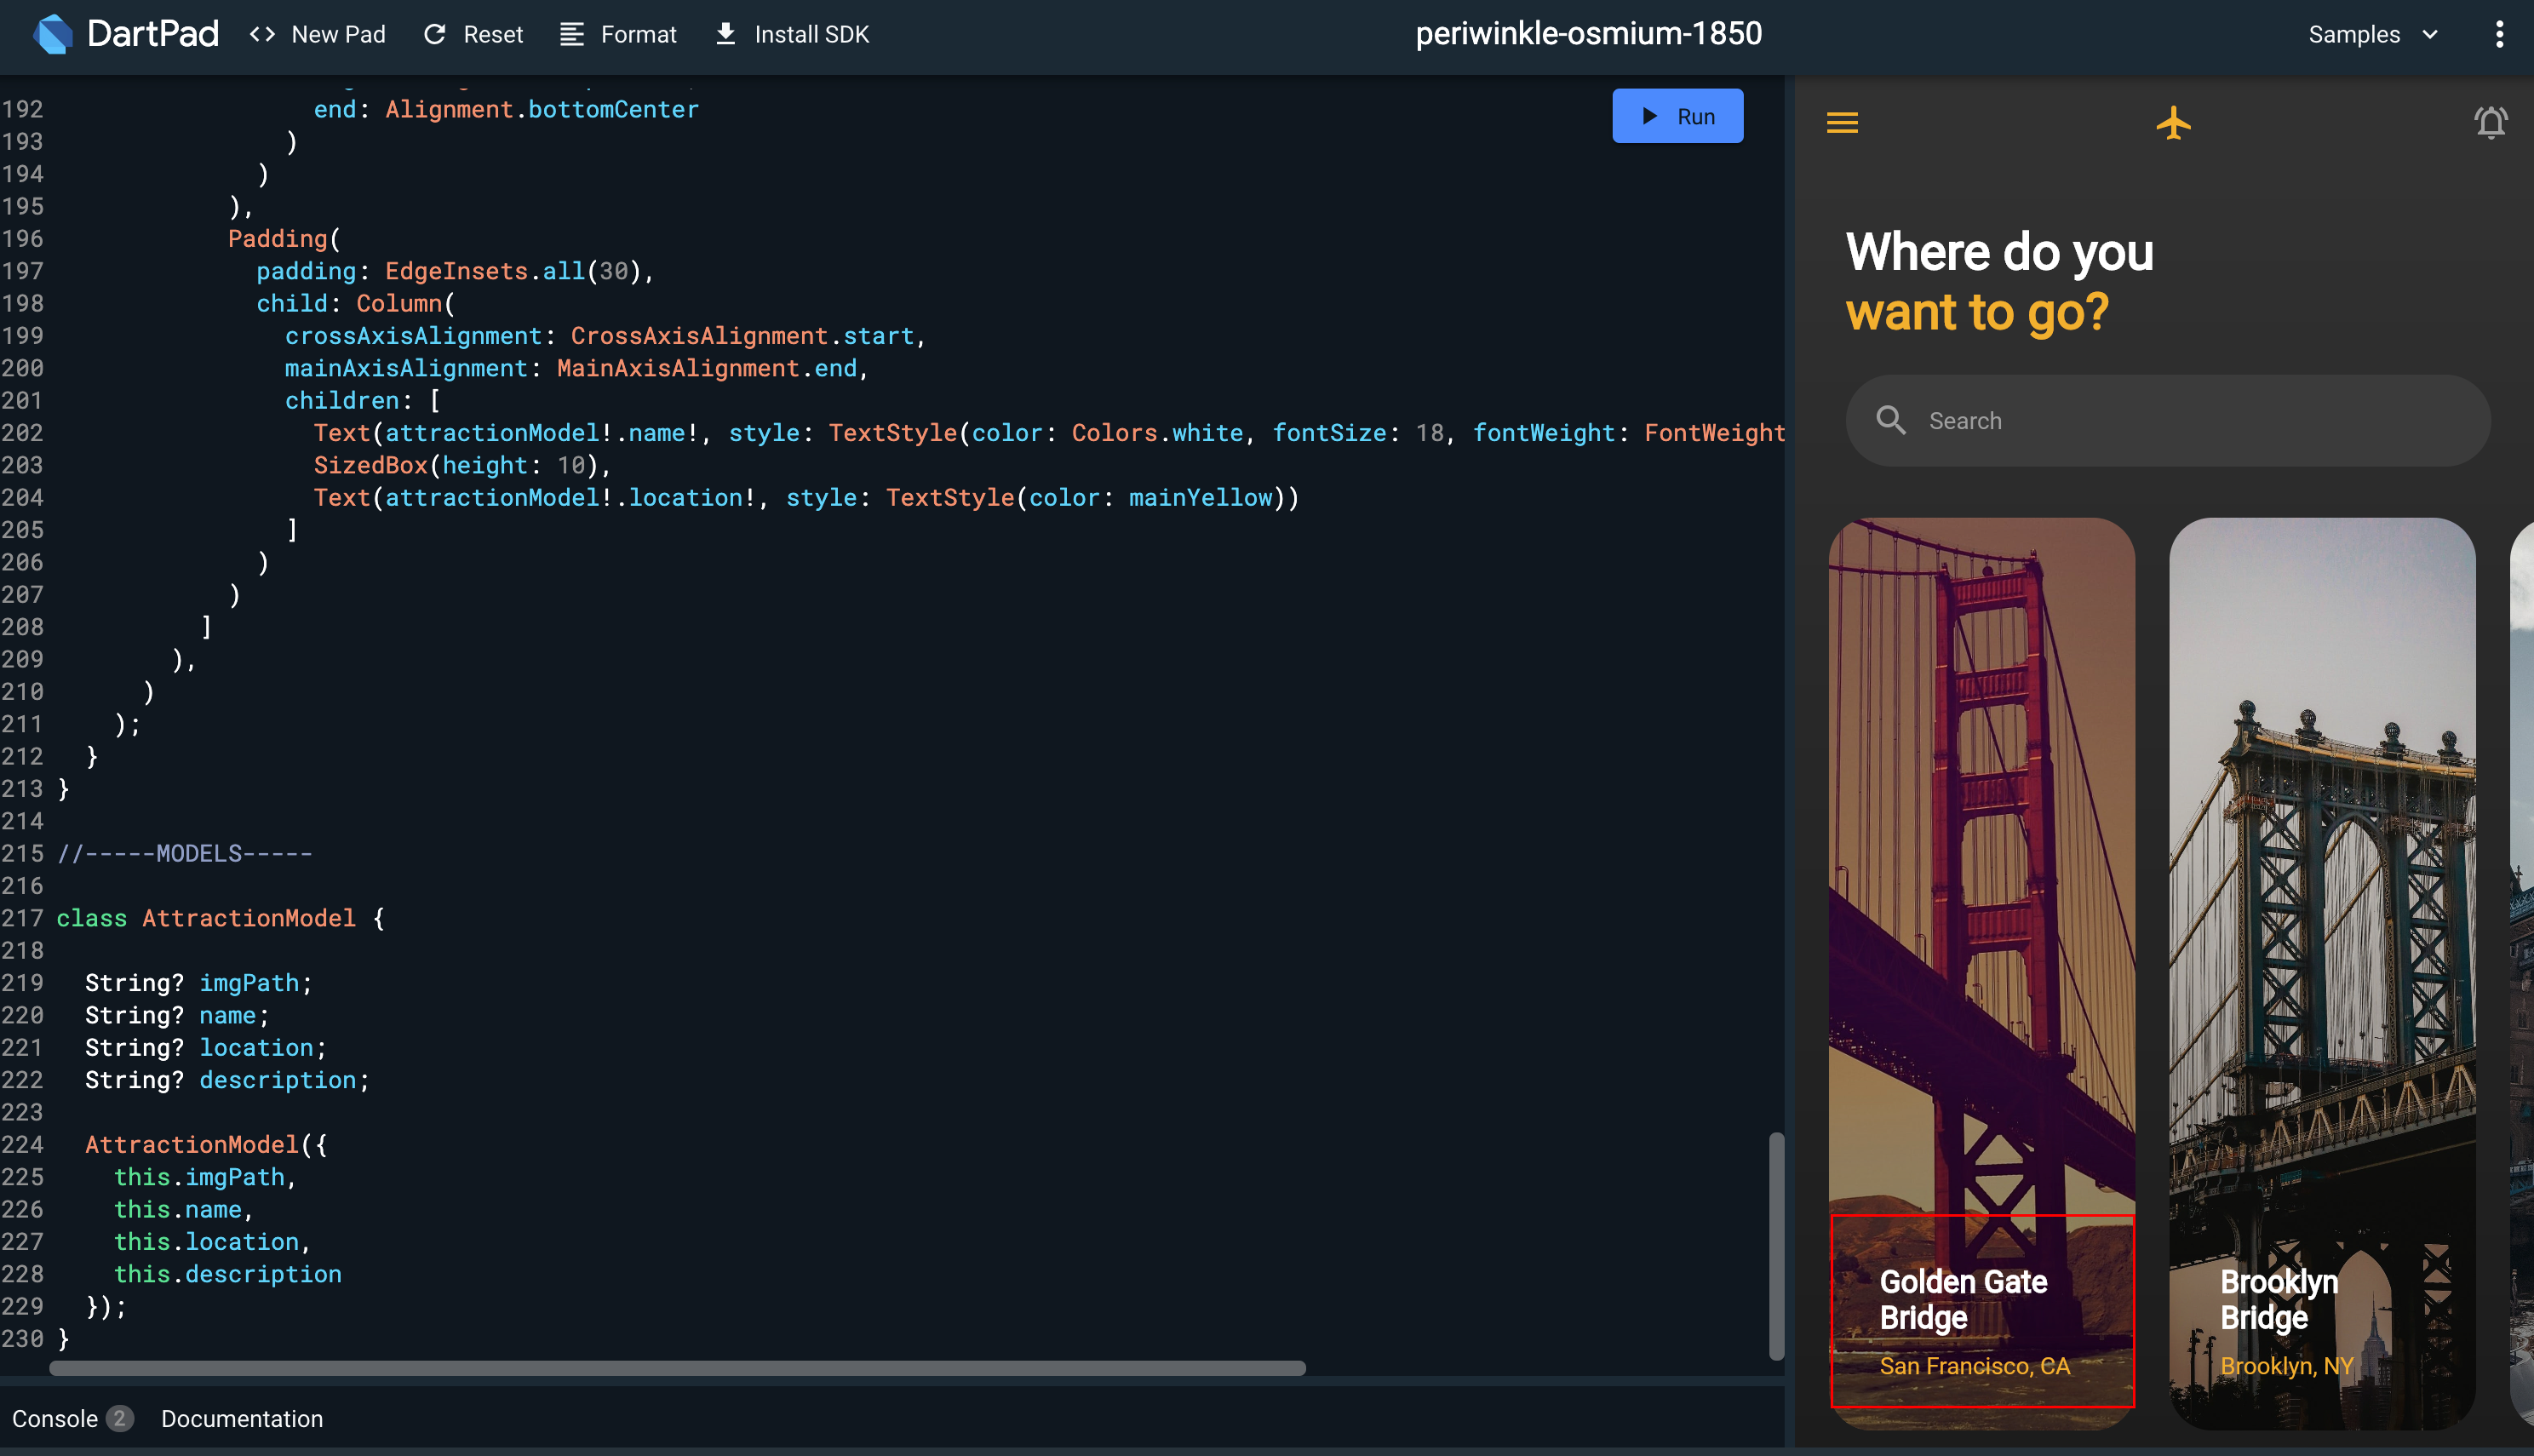 DartPad <> New Pad Reset Format Install SDK periwinkle-osmium-1850 Samples
192 end: Alignment.bottomCenter
193 )
194 )
195 ),
196 Padding(
197 padding: EdgeInsets.all(30),
198 child: Column(
199 crossAxisAlignment: CrossAxisAlignment.start,
200 mainAxisAlignment: MainAxisAlignment.end,
201 children: [
202 Text(attractionModel!.name!, style: TextStyle(color: Colors.white, fontSize: 18, fontWeight: FontWeight
203 SizedBox(height: 10),
204 Text(attractionModel!.location!, style: TextStyle(color: mainYellow))
205 ]
206 )
207 )
208 ]
209 ),
210 )
211 );
212 }
213 }
214
215 //-----MODELS-----
216
217 class AttractionModel {
218
219 String? imgPath;
220 String? name;
221 String? location;
222 String? description;
223
224 AttractionModel({
225 this.imgPath,
226 this.name,
227 this.location,
228 this.description
229 });
230 }
Run
Console 2 Documentation
Where do you
want to go?
Search
Golden Gate
Bridge
San Francisco, CA
Brooklyn
Bridge
Brooklyn, NY